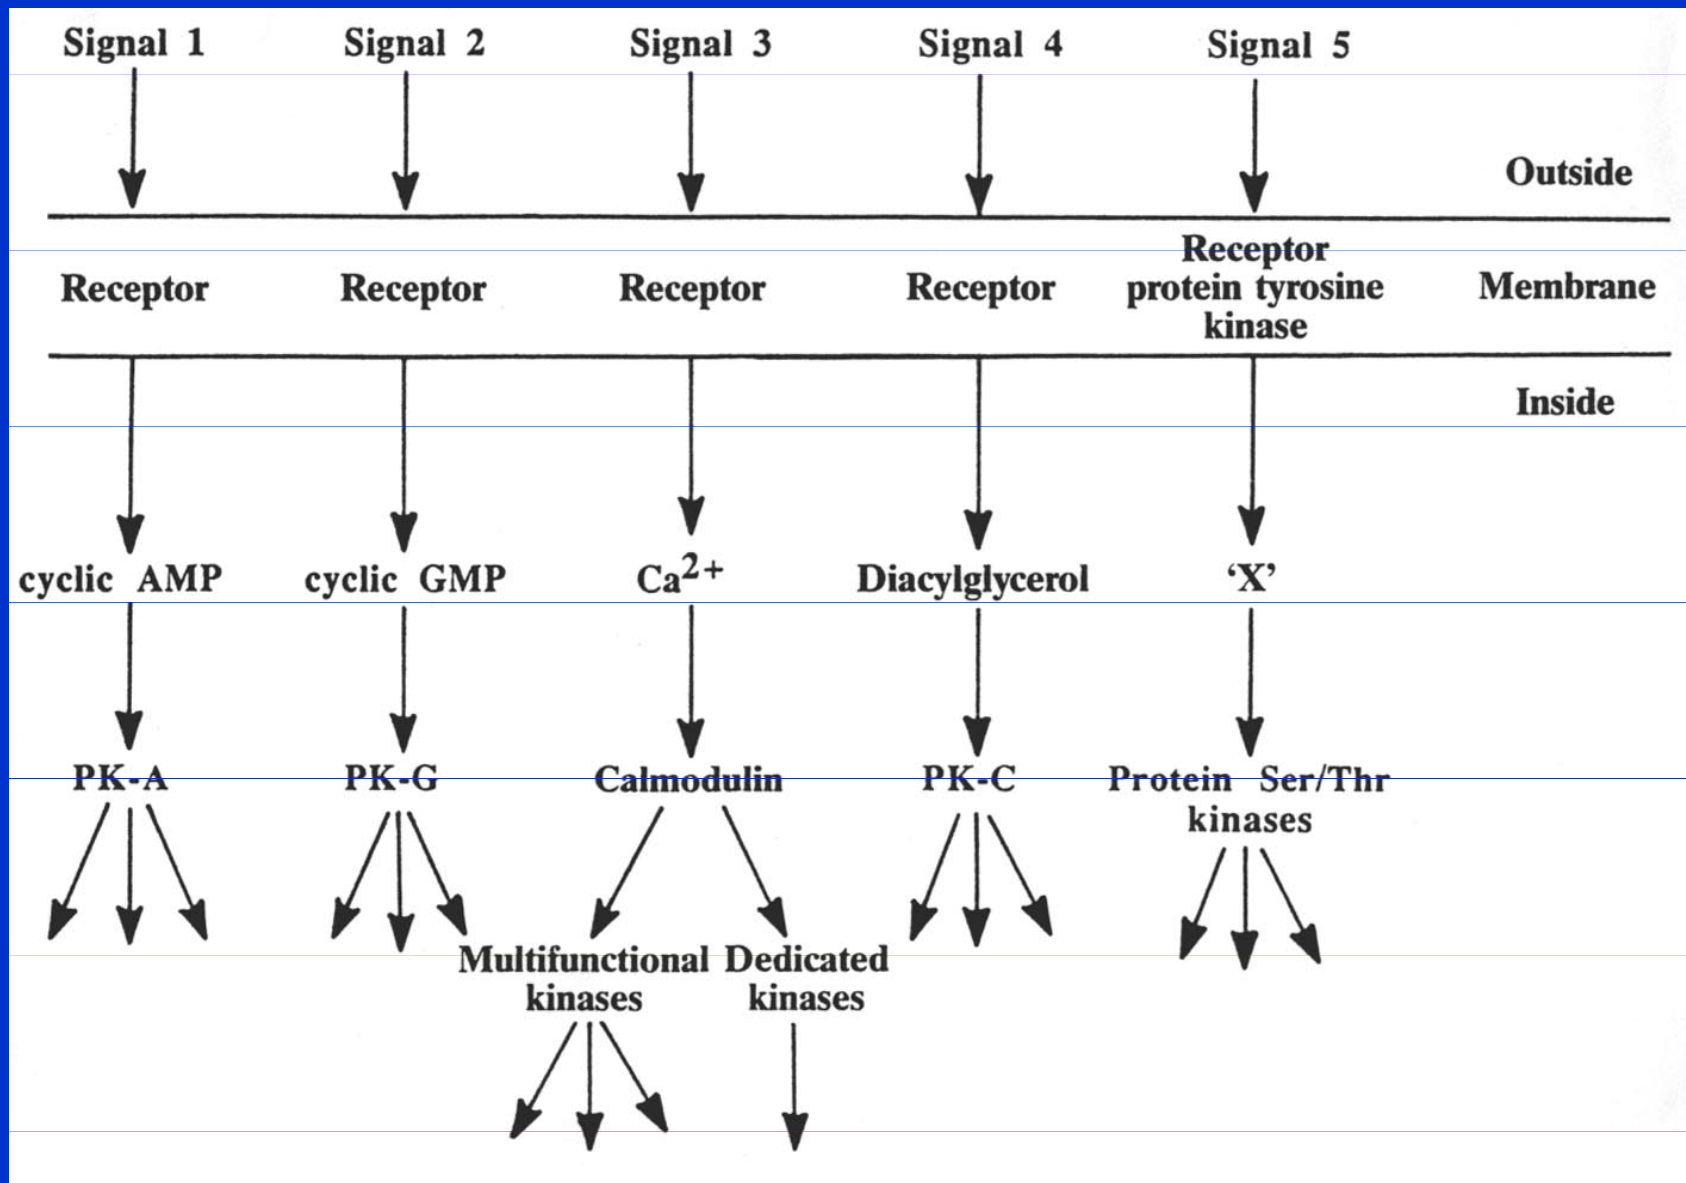 Signal 1
Signal 2
Signal 3
Signal 4
Signal 5
Outside
Receptor
Receptor
Receptor
Receptor
Receptor
protein tyrosine
kinase
Membrane
Inside
cyclic AMP
cyclic GMP
Ca2+
Diacylglycerol
‘X’
PK-A
PK-G
Calmodulin
PK-C
Protein Ser/Thr
kinases
Multifunctional
kinases
Dedicated
kinases